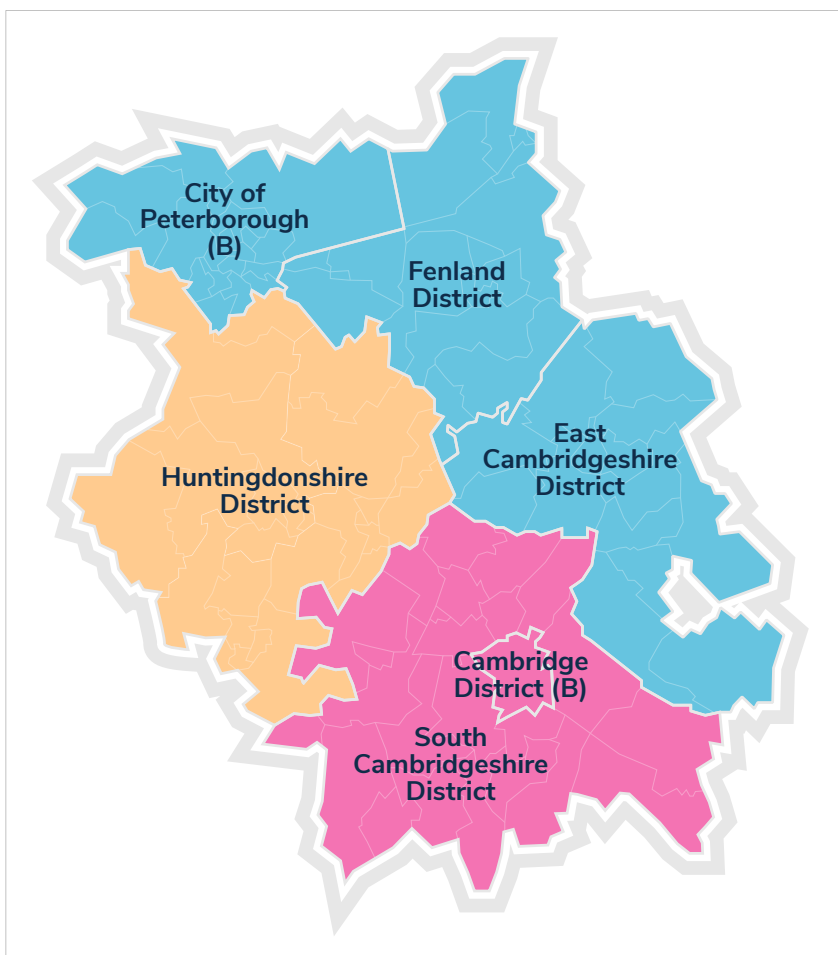 City of
Peterborough
(B)
Fenland
District
East
Cambridgeshire
District
Huntingdonshire
District
Cambridge
District (B)
South
Cambridgeshire
District